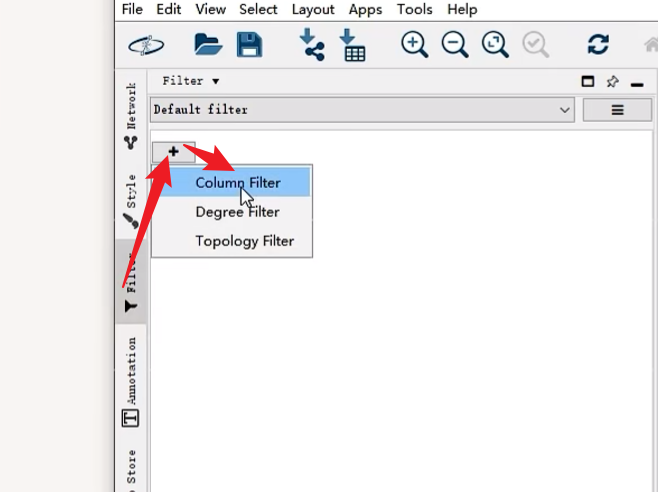 File Edit View Select Layout Apps Tools Help
Filter ▼
Default filter
+
Column Filter
Degree Filter
Topology Filter
Network
Style
Filter
Annotation
T
Store